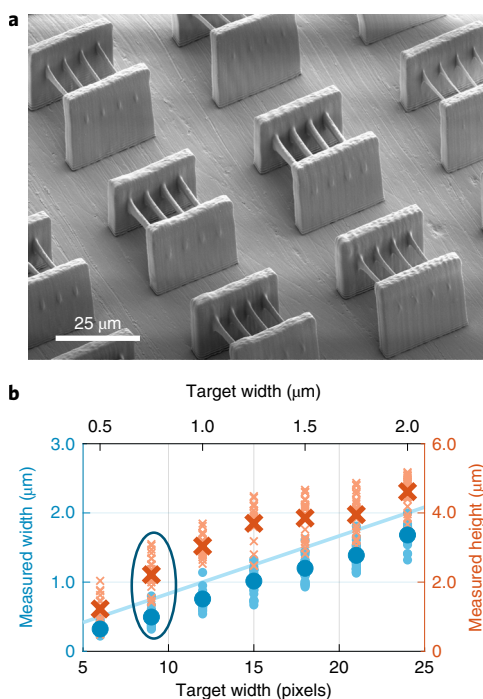 a
25 μm
b
Target width (μm)
0.5 1.0 1.5 2.0
3.0 6.0
2.0 4.0
1.0 2.0
0 0
Measured width (μm)
Measured height (μm)
5 10 15 20 25
Target width (pixels)